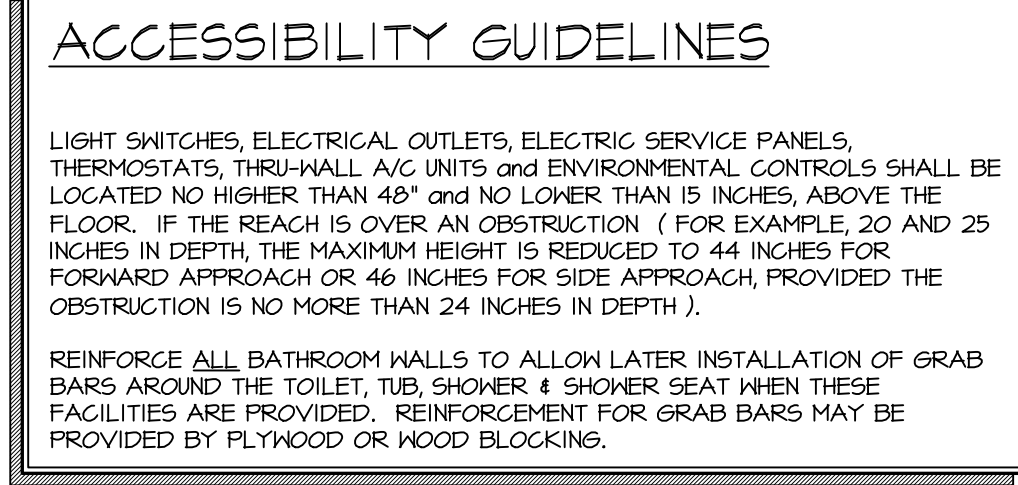 ACCESSIBILITY GUIDELINES
LIGHT SWITCHES, ELECTRICAL OUTLETS, ELECTRIC SERVICE PANELS,
THERMOSTATS, THRU-WALL A/C UNITS and ENVIRONMENTAL CONTROLS SHALL BE
LOCATED NO HIGHER THAN 48" and NO LOWER THAN 15 INCHES, ABOVE THE
FLOOR. IF THE REACH IS OVER AN OBSTRUCTION ( FOR EXAMPLE, 20 AND 25
INCHES IN DEPTH, THE MAXIMUM HEIGHT IS REDUCED TO 44 INCHES FOR
FORWARD APPROACH OR 46 INCHES FOR SIDE APPROACH, PROVIDED THE
OBSTRUCTION IS NO MORE THAN 24 INCHES IN DEPTH ).
REINFORCE ALL BATHROOM WALLS TO ALLOW LATER INSTALLATION OF GRAB
BARS AROUND THE TOILET, TUB, SHOWER & SHOWER SEAT WHEN THESE
FACILITIES ARE PROVIDED. REINFORCEMENT FOR GRAB BARS MAY BE
PROVIDED BY PLYWOOD OR WOOD BLOCKING.